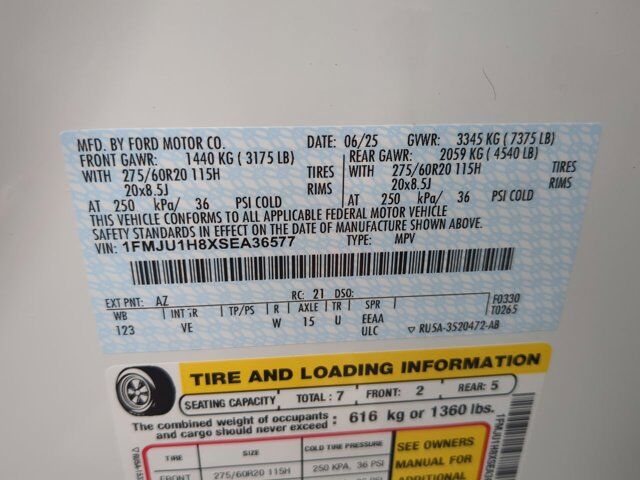 MFD. BY FORD MOTOR CO. DATE: 06/25 GVWR: 3345 KG ( 7375 LB)
FRONT GAWR: 1440 KG ( 3175 LB) REAR GAWR: 2059 KG ( 4540 LB)
WITH 275/60R20 115H TIRES WITH 275/60R20 115H TIRES
20x8.5J RIMS 20x8.5J RIMS
AT 250 kPa/ 36 PSI COLD AT 250 kPa/ 36 PSI COLD
THIS VEHICLE CONFORMS TO ALL APPLICABLE FEDERAL MOTOR VEHICLE
SAFETY STANDARDS IN EFFECT ON THE DATE OF MANUFACTURE SHOWN ABOVE.
VIN: 1FMJU1H8XSEA36577 TYPE: MPV
EXT PNT: AZ RC: 21 DSO: F0330
WB INT TR TP/PS R AXLE TR SPR T0265
123 VE W 15 U EEAA
ULC ▽ RU5A-3520472-AB
TIRE AND LOADING INFORMATION
SEATING CAPACITY TOTAL : 7 FRONT: 2 REAR: 5
The combined weight of occupants
and cargo should never exceed : 616 kg or 1360 lbs.
TIRE SIZE COLD TIRE PRESSURE SEE OWNERS
FRONT 275/60R20 115H 250 KPA, 36 PSI MANUAL FOR
ADDITIONAL